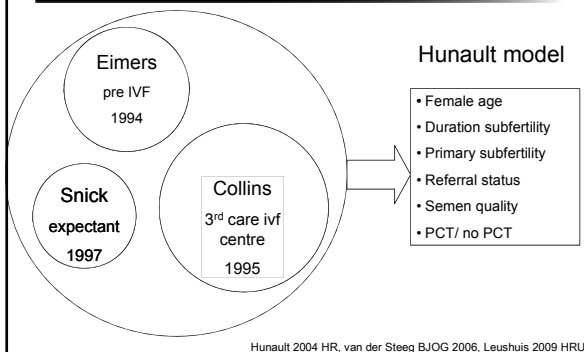 Eimers
pre IVF
1994
Snick
expectant
1997
Collins
3rd care ivf
centre
1995
Hunault model
• Female age
• Duration subfertility
• Primary subfertility
• Referral status
• Semen quality
• PCT/ no PCT
Hunault 2004 HR, van der Steeg BJOG 2006, Leushuis 2009 HRU